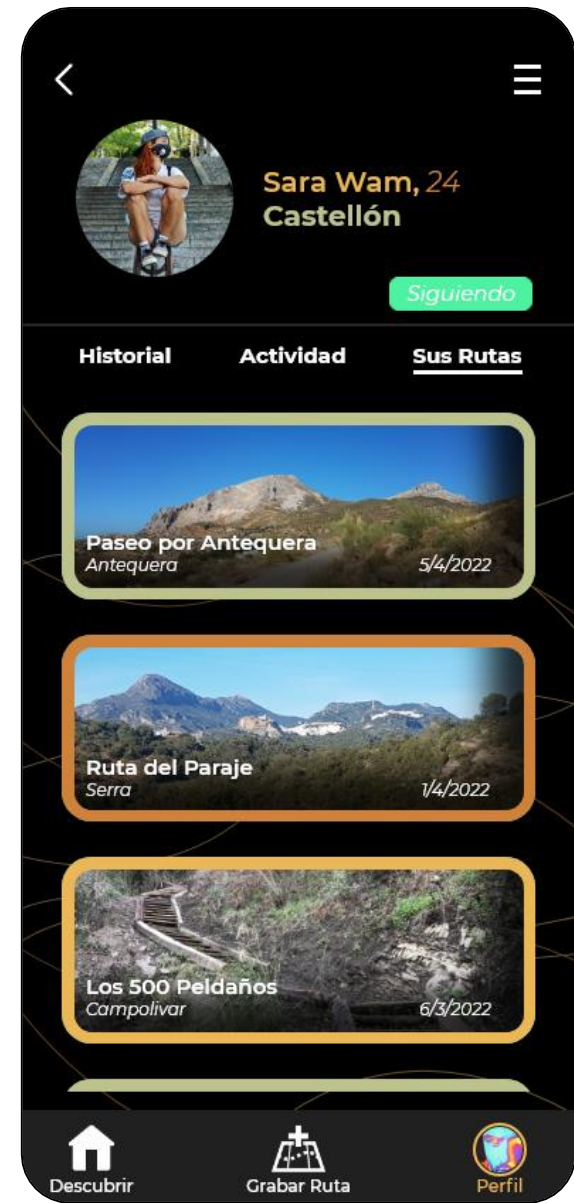 Sara Wam, 24
Castellón
Siguiendo
Historial Actividad Sus Rutas
Paseo por Antequera
Antequera 5/4/2022
Ruta del Paraje
Serra 1/4/2022
Los 500 Peldaños
Campolivar 6/3/2022
Descubrir Grabar Ruta Perfil